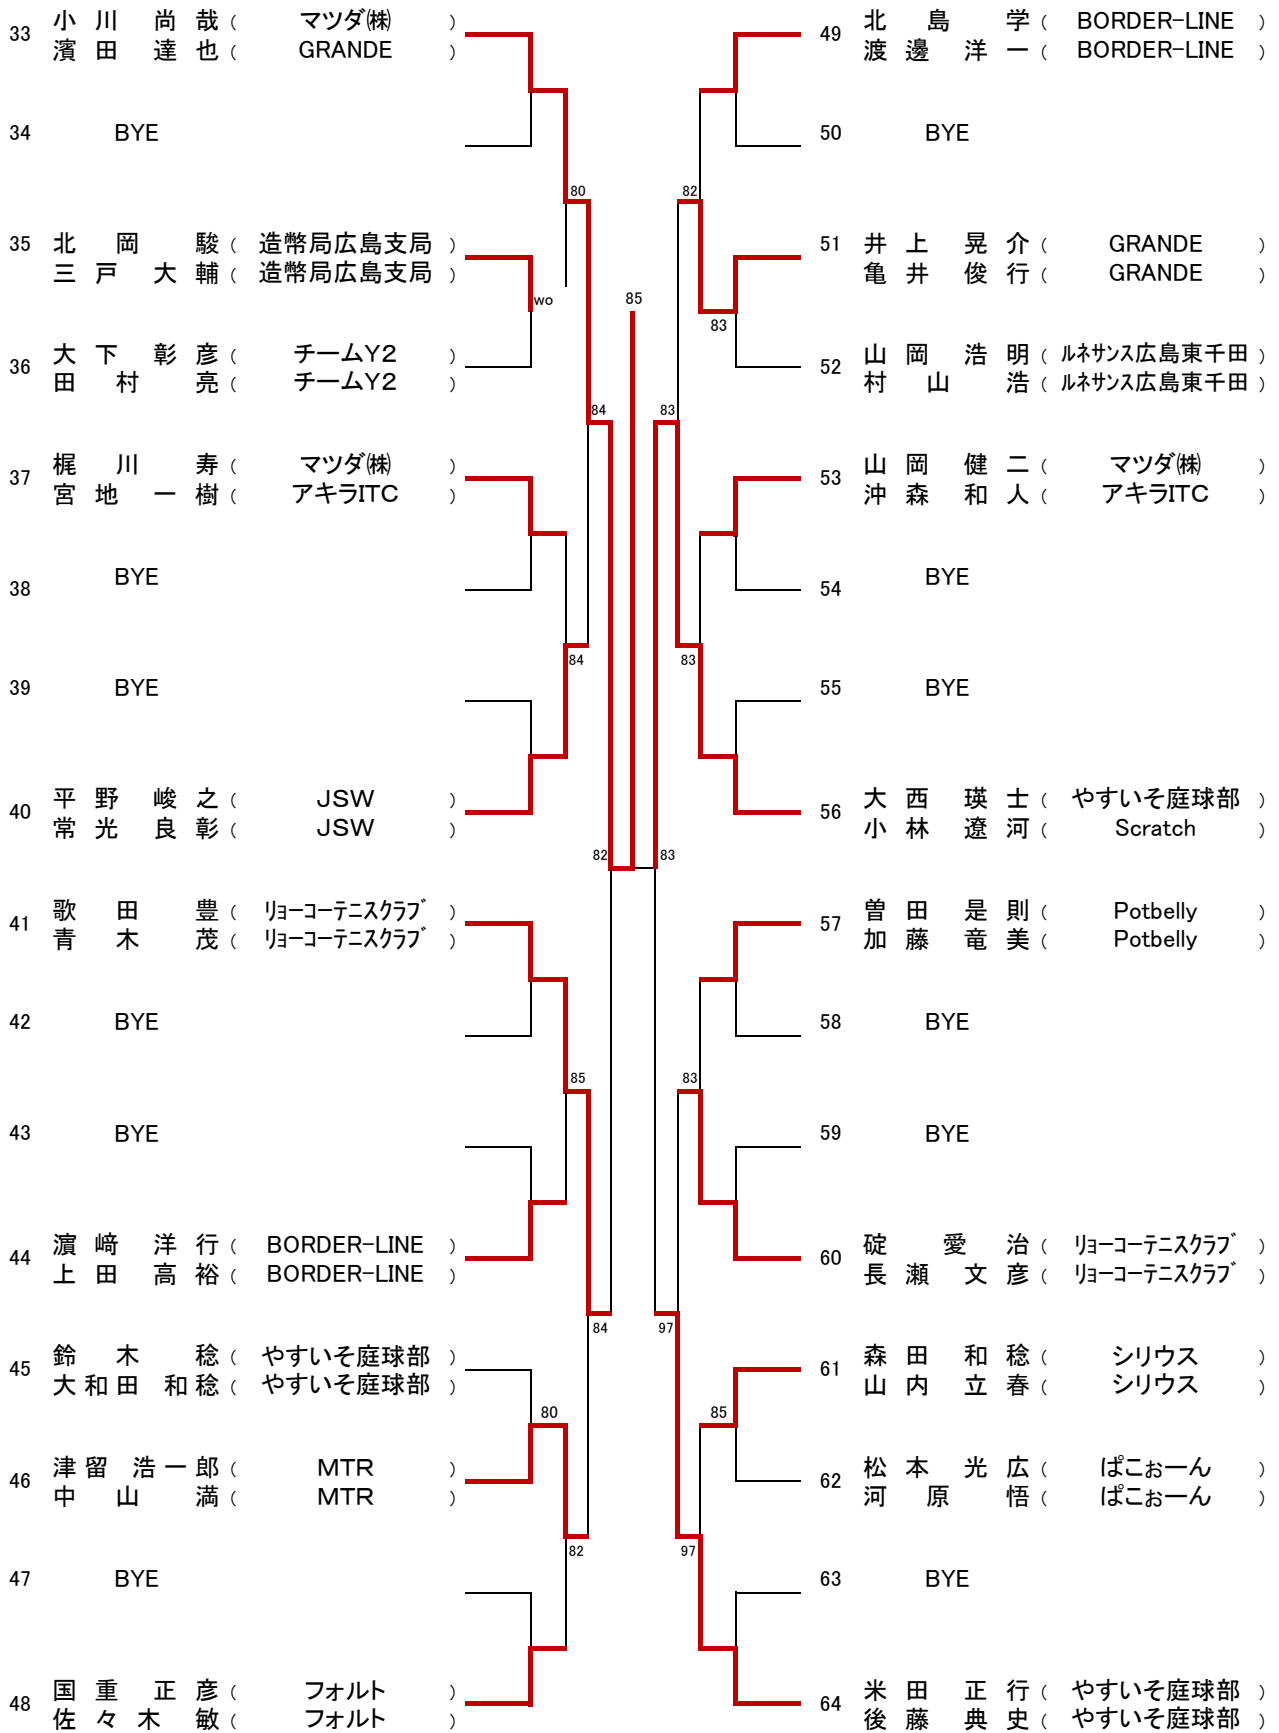 33 小川 尚哉 ( マツダ㈱ )
濱田 達也 ( GRANDE )
34 BYE
80
35 北岡 駿 ( 造幣局広島支局 )
三戸 大輔 ( 造幣局広島支局 )
wo
85
36 大下 彰彦 ( チームY2 )
田村 亮 ( チームY2 )
84
37 梶川 寿 ( マツダ㈱ )
宮地 一樹 ( アキラITC )
38 BYE
84
39 BYE
40 平野 峻之 ( JSW )
常光 良彰 ( JSW )
82
41 歌田 豊 ( リョーコーテニスクラブ )
青木 茂 ( リョーコーテニスクラブ )
42 BYE
85
43 BYE
44 濵﨑 洋行 ( BORDER-LINE )
上田 高裕 ( BORDER-LINE )
84
45 鈴木 稔 ( やすいそ庭球部 )
大和田 和稔 ( やすいそ庭球部 )
80
46 津留 浩一郎 ( MTR )
中山 満 ( MTR )
82
47 BYE
48 国重 正彦 ( フォルト )
佐々木 敏 ( フォルト )
49 北島 学 ( BORDER-LINE )
渡邊 洋一 ( BORDER-LINE )
50 BYE
82
51 井上 晃介 ( GRANDE )
亀井 俊行 ( GRANDE )
83
52 山岡 浩明 ( ルネサンス広島東千田 )
村山 浩 ( ルネサンス広島東千田 )
83
53 山岡 健二 ( マツダ㈱ )
沖森 和人 ( アキラITC )
54 BYE
83
55 BYE
56 大西 瑛士 ( やすいそ庭球部 )
小林 遼河 ( Scratch )
83
57 曽田 是則 ( Potbelly )
加藤 竜美 ( Potbelly )
58 BYE
83
59 BYE
60 碇 愛治 ( リョーコーテニスクラブ )
長瀬 文彦 ( リョーコーテニスクラブ )
97
61 森田 和稔 ( シリウス )
山内 立春 ( シリウス )
85
62 松本 光広 ( ぱこぉーん )
河原 悟 ( ぱこぉーん )
97
63 BYE
64 米田 正行 ( やすいそ庭球部 )
後藤 典史 ( やすいそ庭球部 )